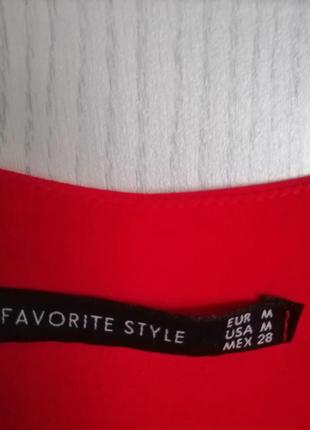 FAVORITE STYLE
EUR M
USA M
MEX 28